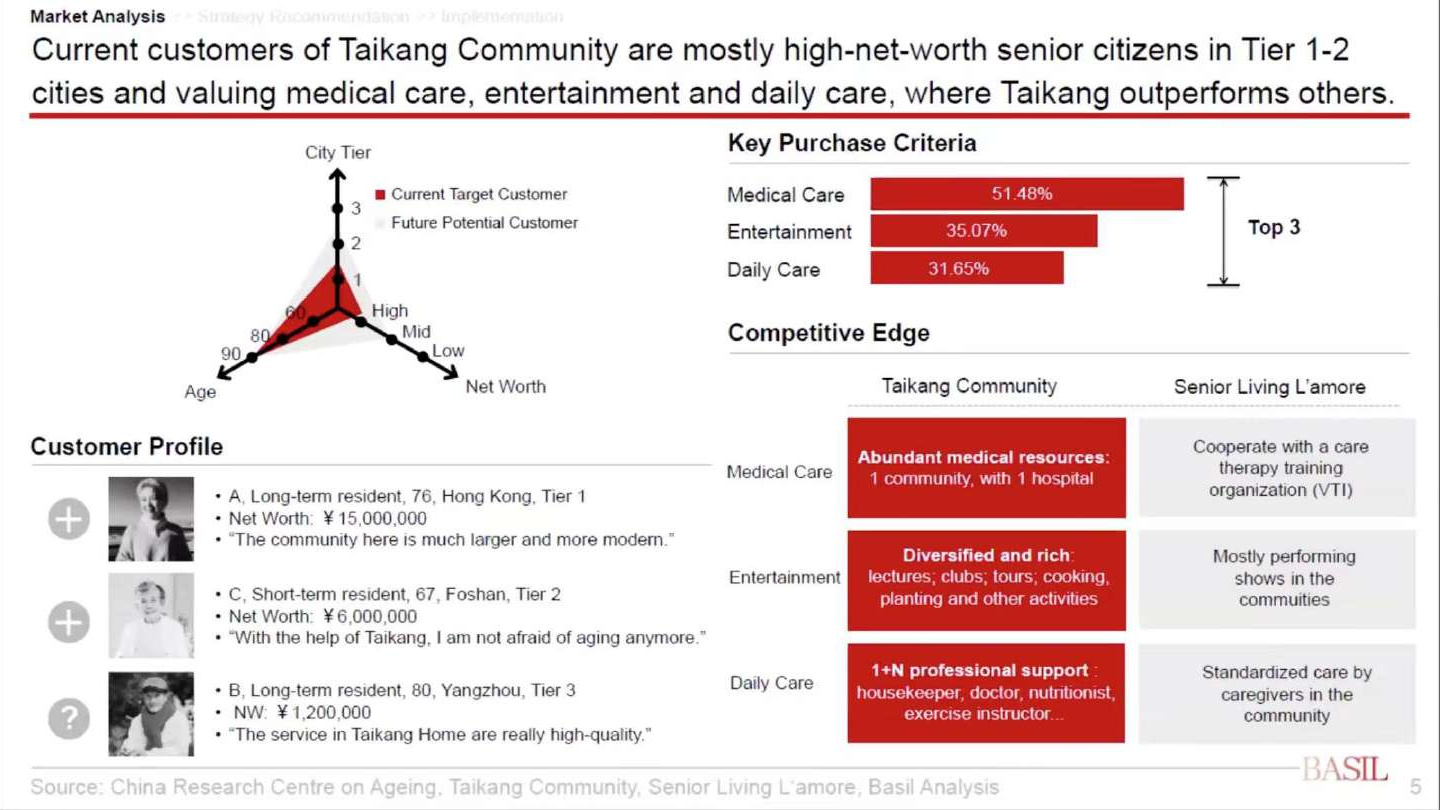 Market Analysis >> Strategy Recommendation >> Implementation
Current customers of Taikang Community are mostly high-net-worth senior citizens in Tier 1-2
cities and valuing medical care, entertainment and daily care, where Taikang outperforms others.
City Tier
Current Target Customer
Future Potential Customer
3
2
1
60
80
90
High
Mid
Low
Age
Net Worth
Customer Profile
+
• A, Long-term resident, 76, Hong Kong, Tier 1
• Net Worth: ¥15,000,000
• “The community here is much larger and more modern.”
+
• C, Short-term resident, 67, Foshan, Tier 2
• Net Worth: ¥6,000,000
• “With the help of Taikang, I am not afraid of aging anymore.”
?
• B, Long-term resident, 80, Yangzhou, Tier 3
• NW: ¥1,200,000
• “The service in Taikang Home are really high-quality.”
Key Purchase Criteria
Medical Care 51.48%
Entertainment 35.07%
Daily Care 31.65%
Top 3
Competitive Edge
Taikang Community
Senior Living L’amore
Medical Care
Abundant medical resources:
1 community, with 1 hospital
Cooperate with a care
therapy training
organization (VTI)
Entertainment
Diversified and rich:
lectures; clubs; tours; cooking,
planting and other activities
Mostly performing
shows in the
commuities
Daily Care
1+N professional support :
housekeeper, doctor, nutritionist,
exercise instructor...
Standardized care by
caregivers in the
community
Source: China Research Centre on Ageing, Taikang Community, Senior Living L’amore, Basil Analysis
BASIL
5